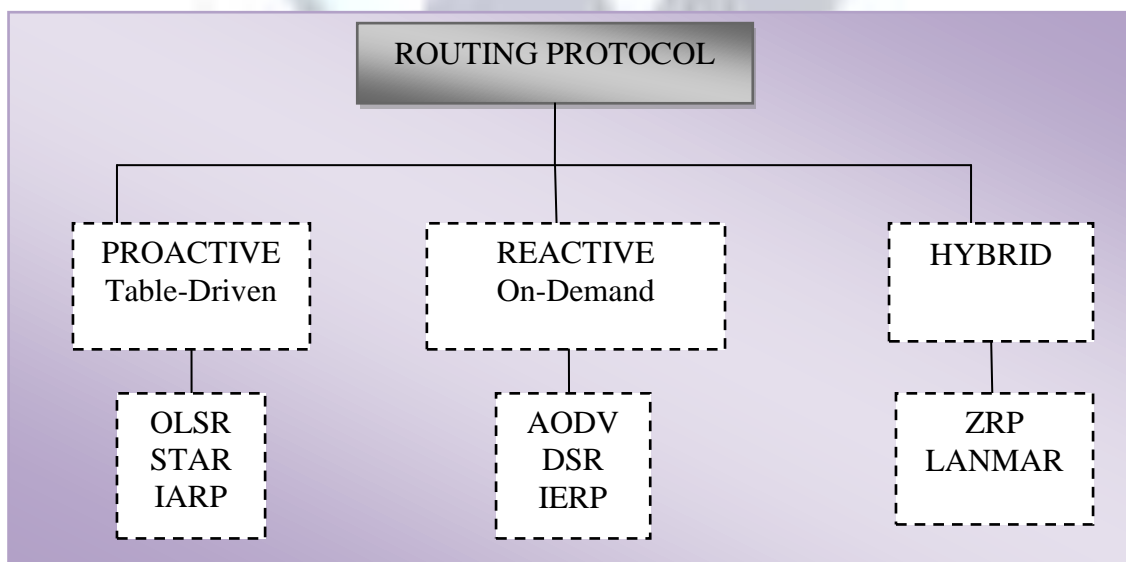 ROUTING PROTOCOL
PROACTIVE
Table-Driven
REACTIVE
On-Demand
HYBRID
OLSR
STAR
IARP
AODV
DSR
IERP
ZRP
LANMAR